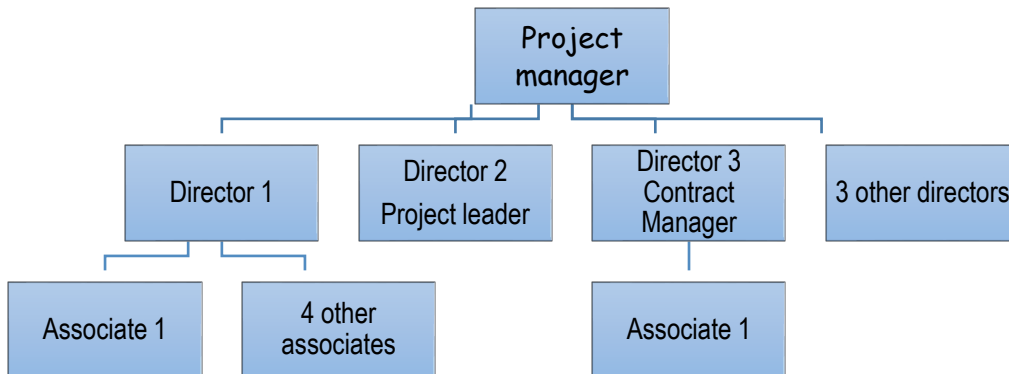 Project
manager
Director 1
Director 2
Project leader
Director 3
Contract
Manager
3 other directors
Associate 1
4 other
associates
Associate 1